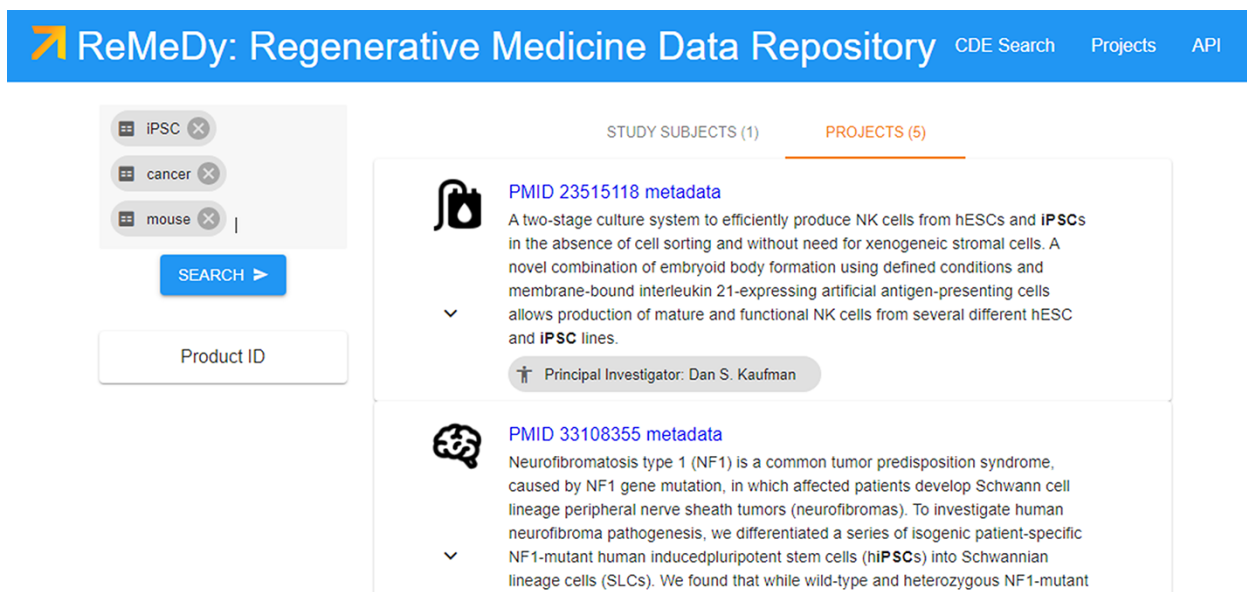 ReMeDy: Regenerative Medicine Data Repository
CDE Search
Projects
API
iPSC
cancer
mouse
SEARCH
Product ID
STUDY SUBJECTS (1)
PROJECTS (5)
PMID 23515118 metadata
A two-stage culture system to efficiently produce NK cells from hESCs and iPSCs
in the absence of cell sorting and without need for xenogeneic stromal cells. A
novel combination of embryoid body formation using defined conditions and
membrane-bound interleukin 21-expressing artificial antigen-presenting cells
allows production of mature and functional NK cells from several different hESC
and iPSC lines.
Principal Investigator: Dan S. Kaufman
PMID 33108355 metadata
Neurofibromatosis type 1 (NF1) is a common tumor predisposition syndrome,
caused by NF1 gene mutation, in which affected patients develop Schwann cell
lineage peripheral nerve sheath tumors (neurofibromas). To investigate human
neurofibroma pathogenesis, we differentiated a series of isogenic patient-specific
NF1-mutant human inducedpluripotent stem cells (hiPSCs) into Schwannian
lineage cells (SLCs). We found that while wild-type and heterozygous NF1-mutant